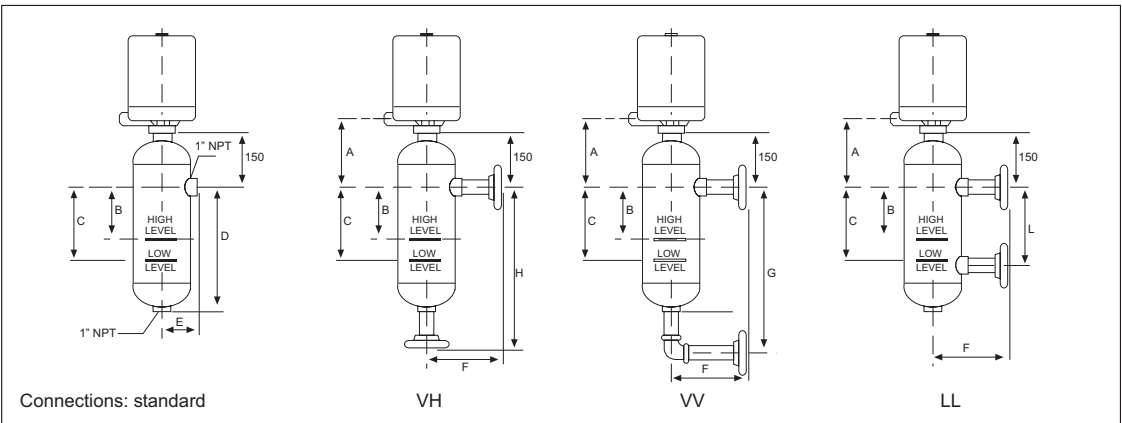 1” NPT
150
C
B
HIGH
LEVEL
LOW
LEVEL
D
1” NPT
E
Connections: standard
A
150
C
B
HIGH
LEVEL
LOW
LEVEL
H
F
VH
A
150
C
B
HIGH
LEVEL
LOW
LEVEL
G
F
VV
A
150
C
B
HIGH
LEVEL
LOW
LEVEL
L
F
LL